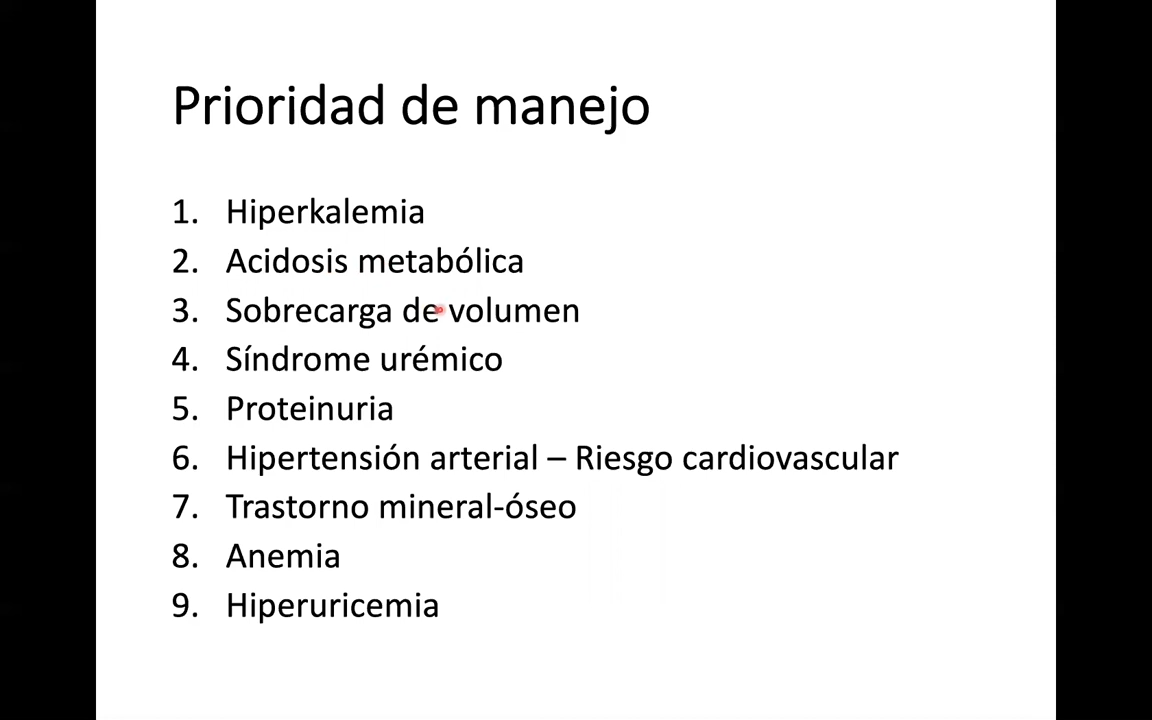 Prioridad de manejo
1. Hiperkalemia
2. Acidosis metabólica
3. Sobrecarga de volumen
4. Síndrome urémico
5. Proteinuria
6. Hipertensión arterial – Riesgo cardiovascular
7. Trastorno mineral-óseo
8. Anemia
9. Hiperuricemia